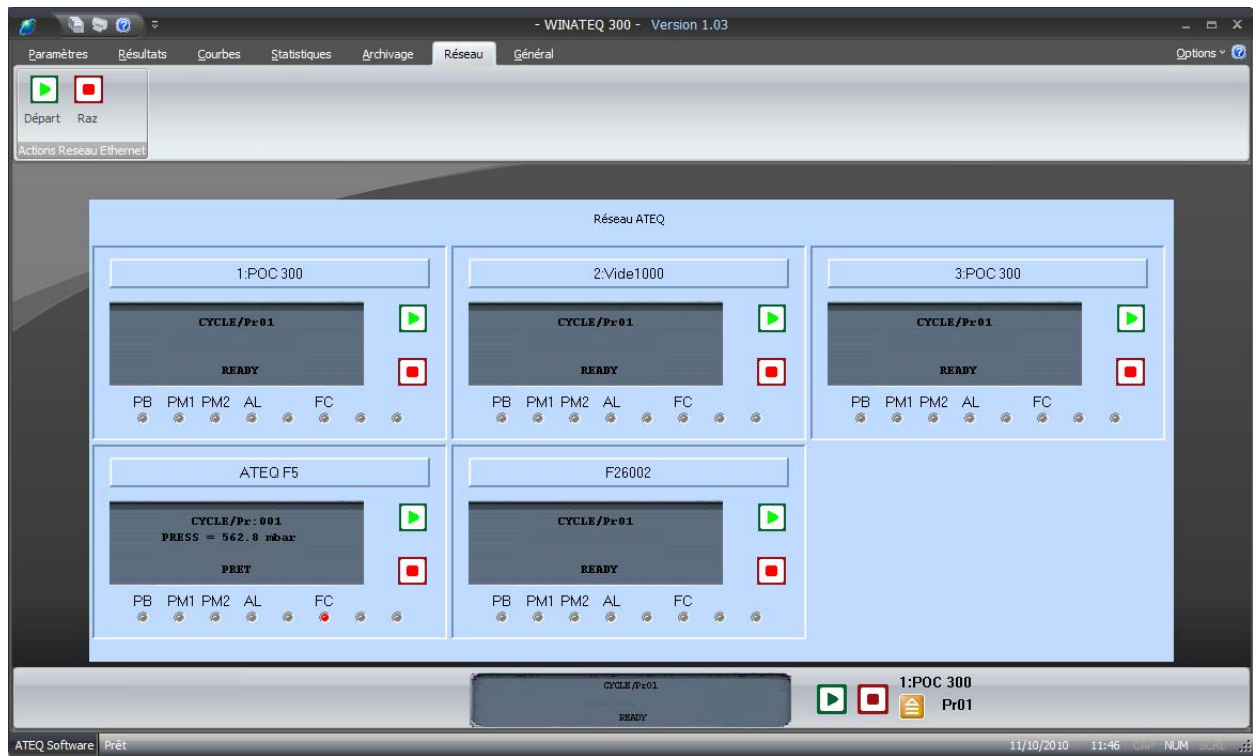 - WINATEQ 300 - Version 1.03
Paramètres Résultats Courbes Statistiques Archivage Réseau Général Options
Départ Raz
Actions Reseau Ethernet
Réseau ATEQ
1:POC 300
CYCLE/Pr01
READY
PB PM1 PM2 AL FC
2:Vide1000
CYCLE/Pr01
READY
PB PM1 PM2 AL FC
3:POC 300
CYCLE/Pr01
READY
PB PM1 PM2 AL FC
ATEQ F5
CYCLE/Pr:001
PRESS = 562.8 mbar
PRET
PB PM1 PM2 AL FC
F26002
CYCLE/Pr01
READY
PB PM1 PM2 AL FC
CYCLE/Pr01
READY
1:POC 300
Pr01
ATEQ Software Prêt 11/10/2010 11:46 CAP NUM SCRL